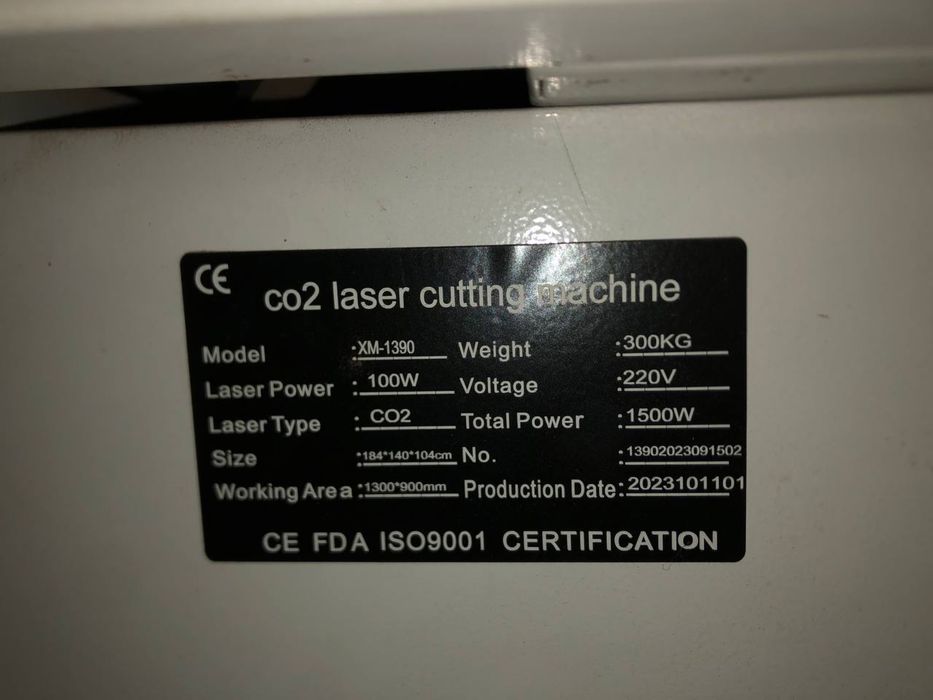 CE
co2 laser cutting machine
Model :XM-1390 Weight :300KG
Laser Power : 100W Voltage :220V
Laser Type : CO2 Total Power :1500W
Size :184*140*104cm No. :13902023091502
Working Area :1300*900mm Production Date:2023101101
CE FDA ISO9001 CERTIFICATION